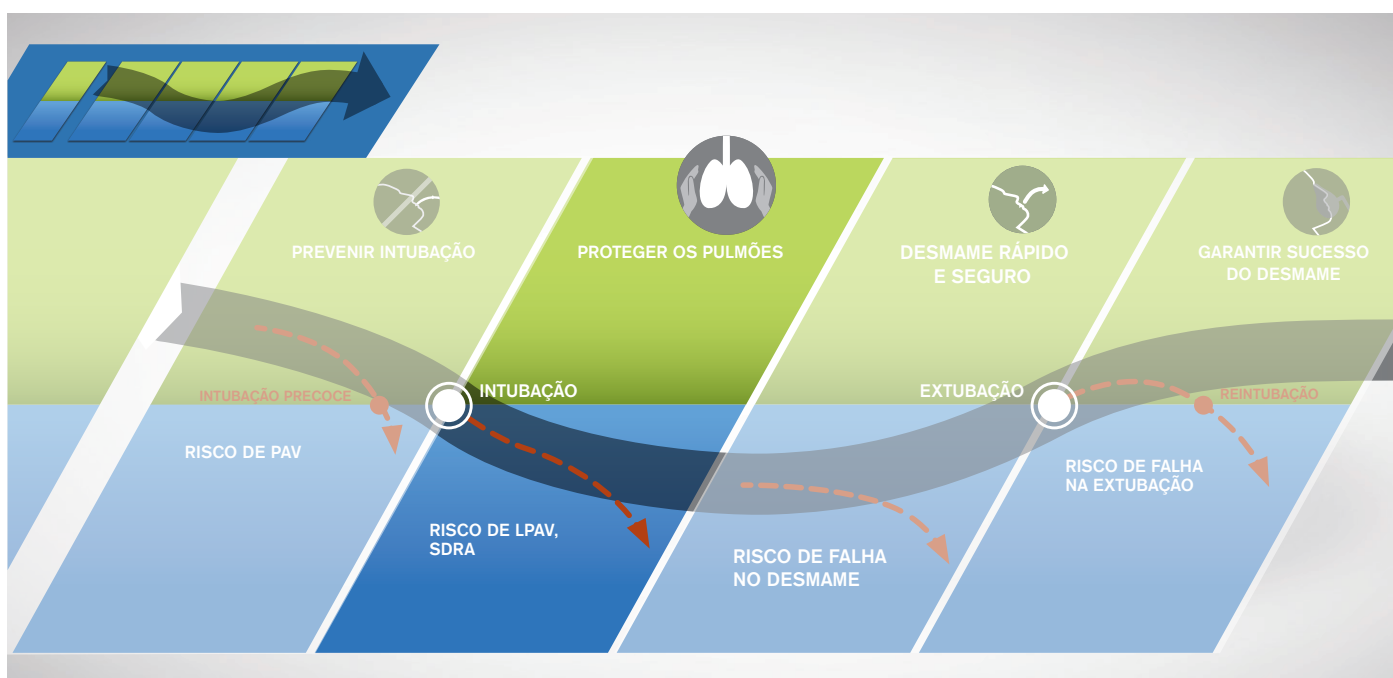 PREVENIR INTUBAÇÃO
PROTEGER OS PULMÕES
DESMAME RÁPIDO
E SEGURO
GARANTIR SUCESSO
DO DESMAME
INTUBAÇÃO PRECOCE
INTUBAÇÃO
EXTUBAÇÃO
REINTUBAÇÃO
RISCO DE PAV
RISCO DE LPAV,
SDRA
RISCO DE FALHA
NO DESMAME
RISCO DE FALHA
NA EXTUBAÇÃO